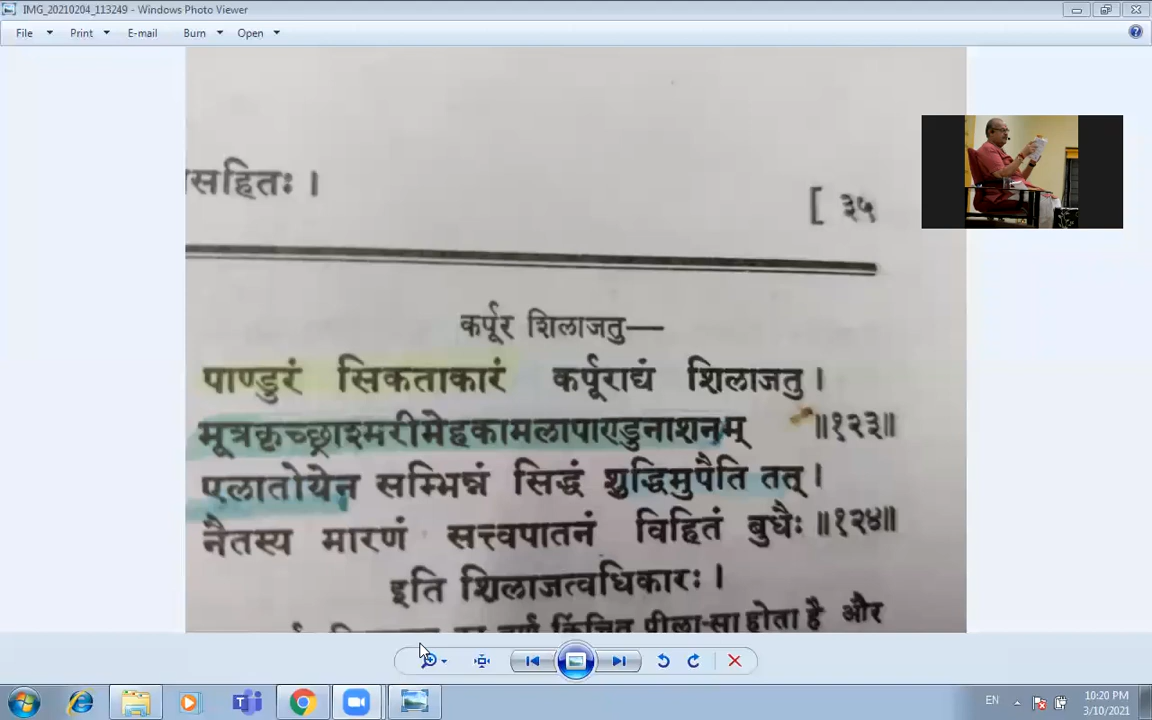 IMG_20210204_113249 - Windows Photo Viewer
File Print E-mail Burn Open
सहितः ।
[ ३५
कर्पूर शिलाजतु—
पाण्डुरं सिकताकारं कर्पूराद्यं शिलाजतु ।
मूत्रकृच्छ्राश्मरीमेहकामलापाण्डुनाशनम् ॥१२३॥
एलातोयेन सम्भिन्नं सिद्धं शुद्धिमुपैति तत् ।
नैतस्य मारणं सत्त्वपातनं विहितं बुधैः ॥१२४॥
इति शिलाजत्वधिकारः ।
वर्ण किंचित पीला-सा होता है और
EN
10:20 PM
3/10/2021